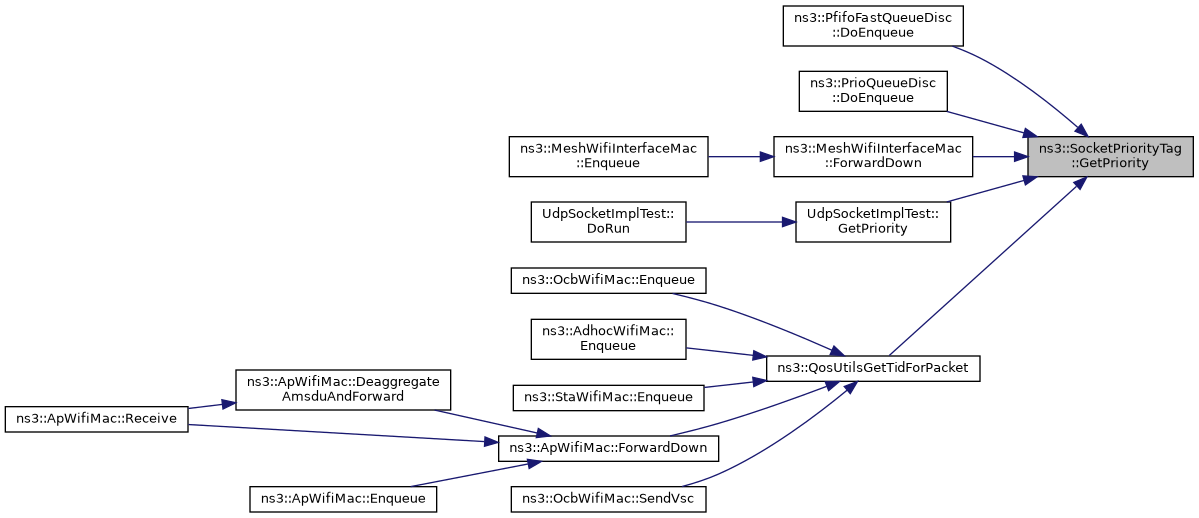 ns3::PfifoFastQueueDisc
::DoEnqueue
ns3::PrioQueueDisc
::DoEnqueue
ns3::MeshWifiInterfaceMac
::Enqueue
ns3::MeshWifiInterfaceMac
::ForwardDown
ns3::SocketPriorityTag
::GetPriority
UdpSocketImplTest::
DoRun
UdpSocketImplTest::
GetPriority
ns3::OcbWifiMac::Enqueue
ns3::AdhocWifiMac::
Enqueue
ns3::QosUtilsGetTidForPacket
ns3::StaWifiMac::Enqueue
ns3::ApWifiMac::Deaggregate
AmsduAndForward
ns3::ApWifiMac::Receive
ns3::ApWifiMac::ForwardDown
ns3::ApWifiMac::Enqueue
ns3::OcbWifiMac::SendVsc